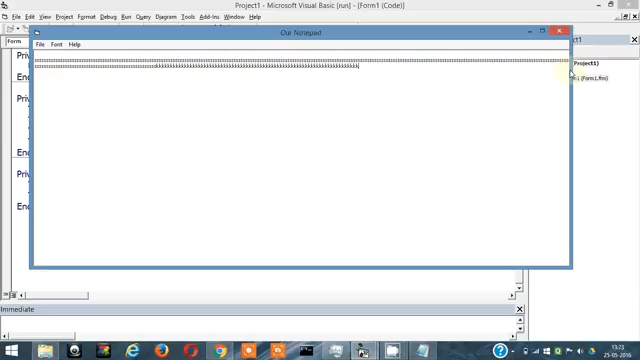 Project1 - Microsoft Visual Basic [run] - [Form1 (Code)]
File Edit View Project Format Debug Run Query Diagram Tools Add-Ins Window Help
Form
Our Notepad
File Font Help
Priv
End
Priv
End
Priv
End
(Project1)
(Form1.frm)
Immediate
13:23
25-05-2016